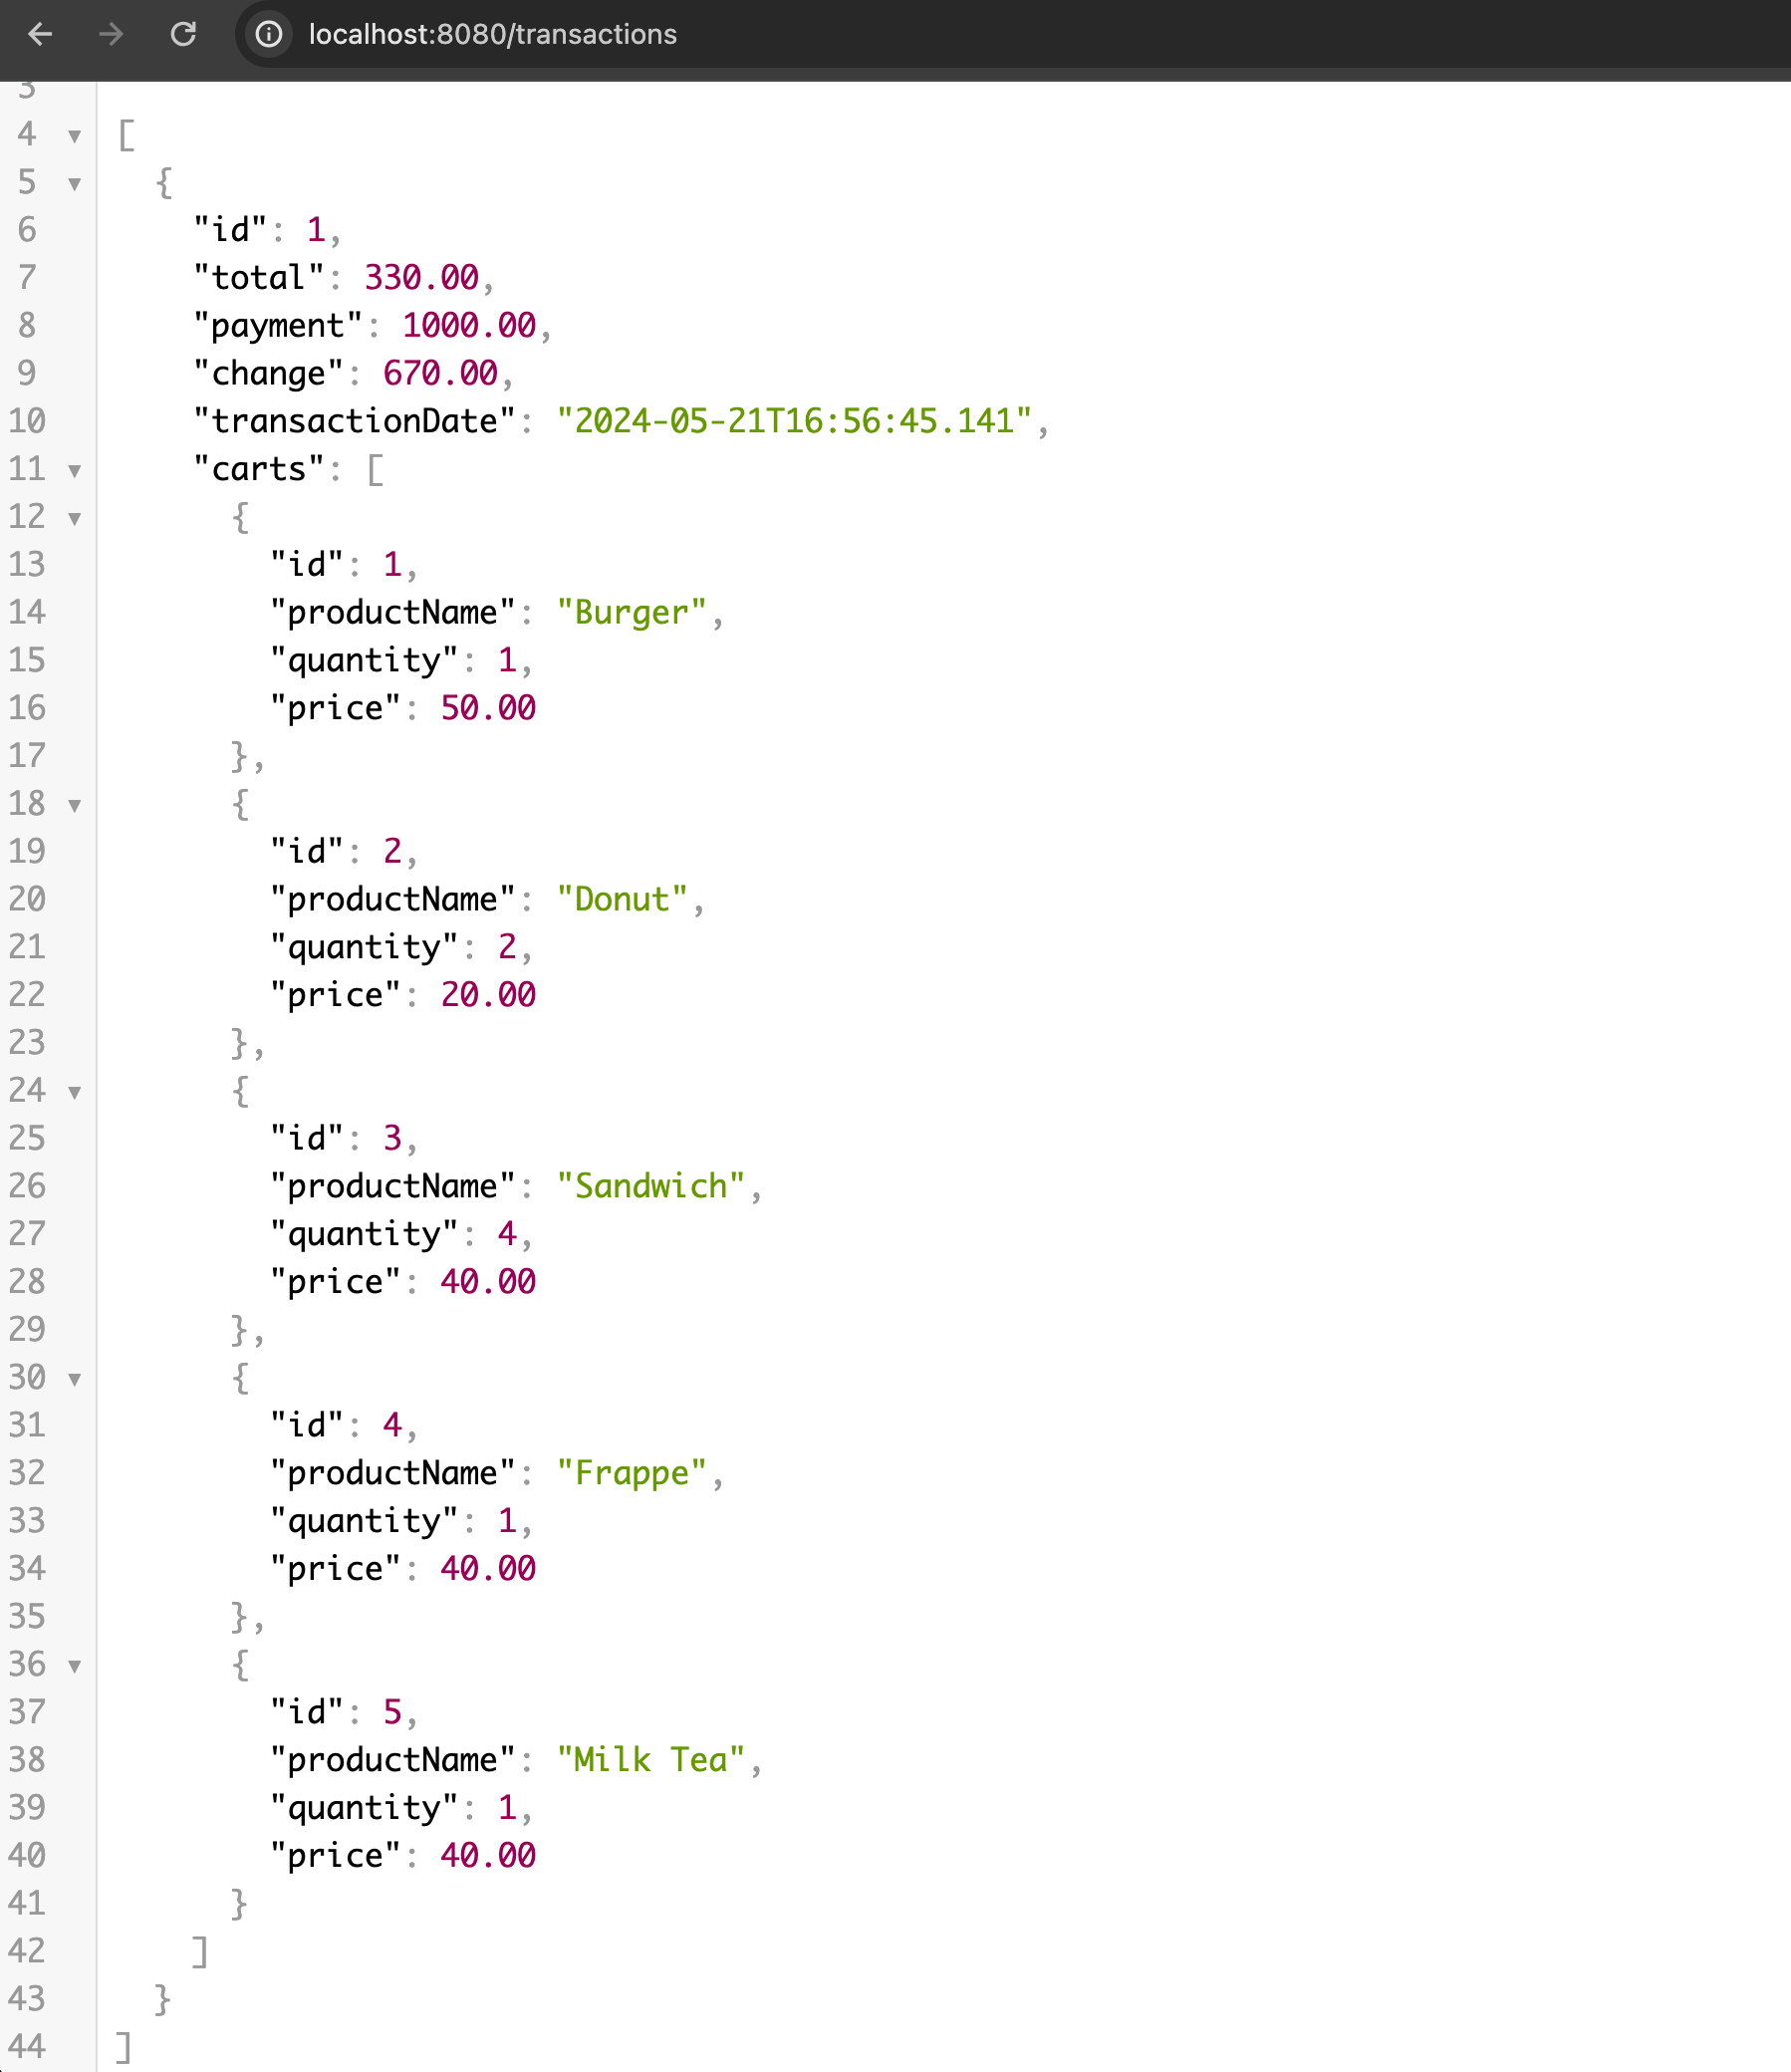 localhost:8080/transactions
3
4 [
5 {
6 "id": 1,
7 "total": 330.00,
8 "payment": 1000.00,
9 "change": 670.00,
10 "transactionDate": "2024-05-21T16:56:45.141",
11 "carts": [
12 {
13 "id": 1,
14 "productName": "Burger",
15 "quantity": 1,
16 "price": 50.00
17 },
18 {
19 "id": 2,
20 "productName": "Donut",
21 "quantity": 2,
22 "price": 20.00
23 },
24 {
25 "id": 3,
26 "productName": "Sandwich",
27 "quantity": 4,
28 "price": 40.00
29 },
30 {
31 "id": 4,
32 "productName": "Frappe",
33 "quantity": 1,
34 "price": 40.00
35 },
36 {
37 "id": 5,
38 "productName": "Milk Tea",
39 "quantity": 1,
40 "price": 40.00
41 }
42 ]
43 }
44 ]